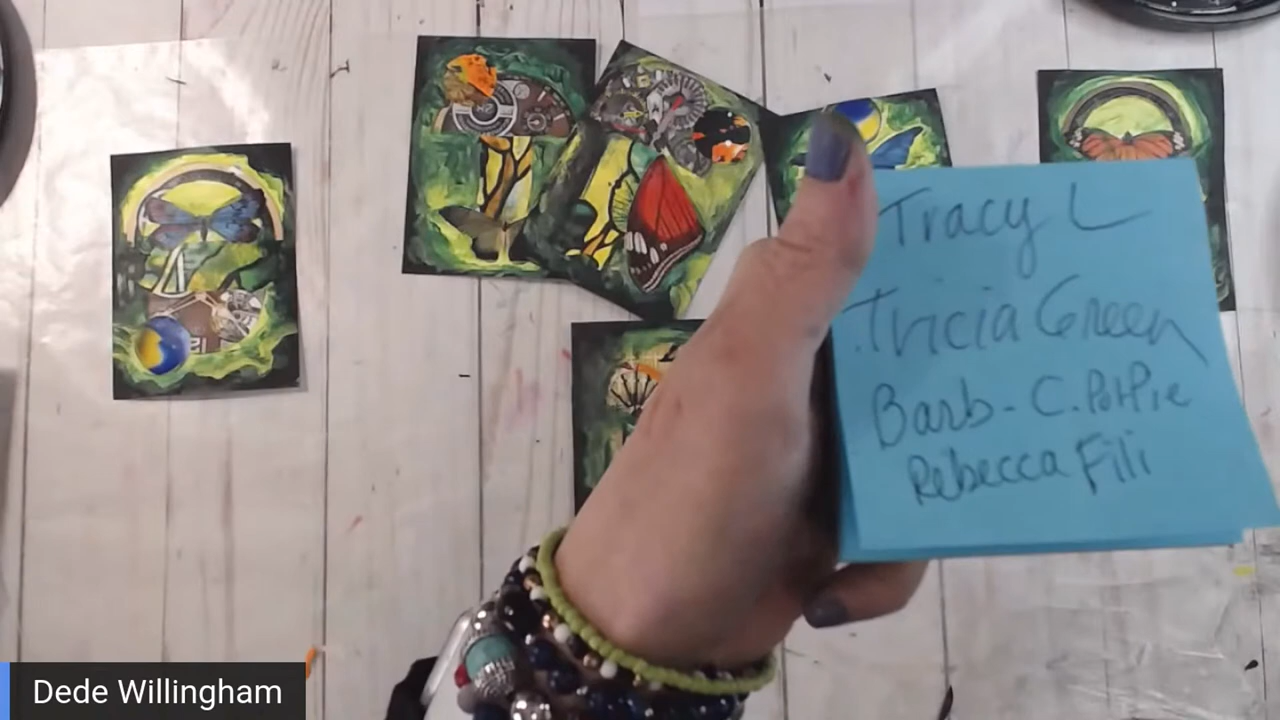 Tracy L
Tricia Green
Barb - C. PotPie
Rebecca Fili
Dede Willingham